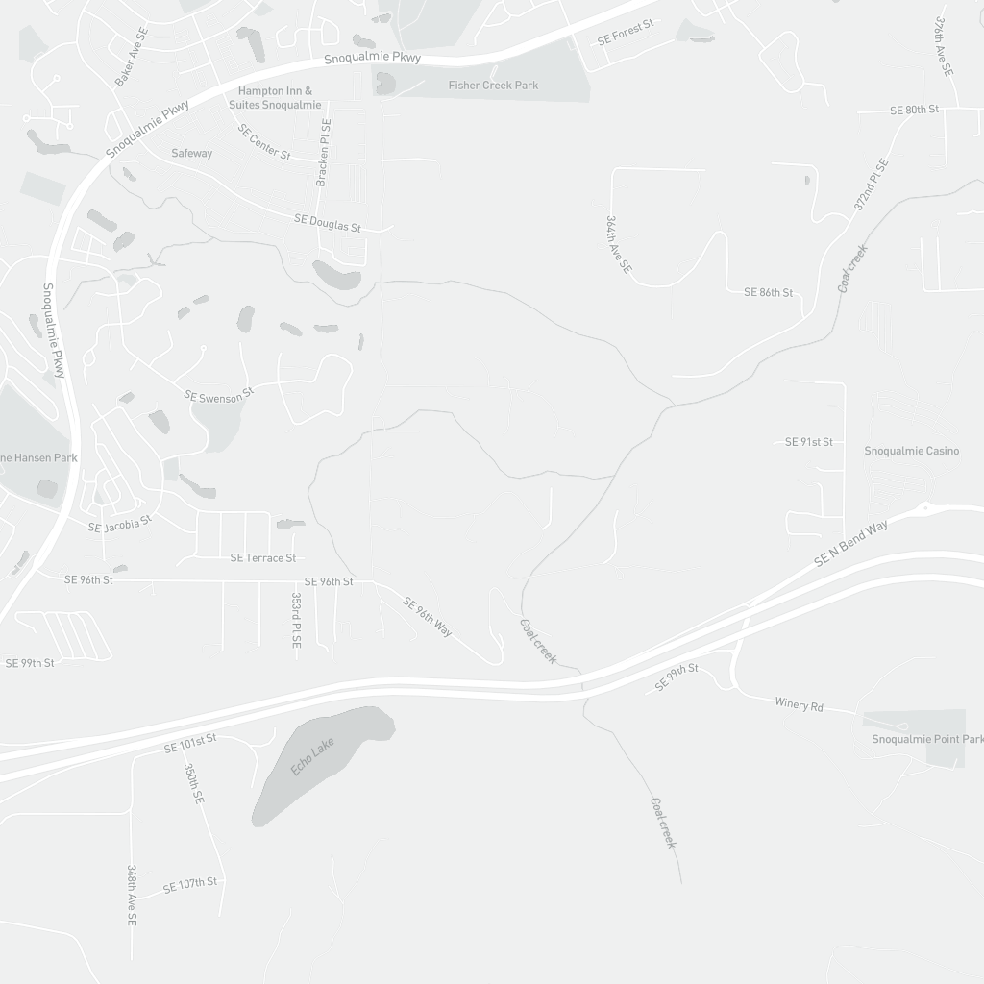 Baker Ave SE
Snoqualmie Pkwy
SE Forest St
376th Ave SE
Hampton Inn &
Suites Snoqualmie
Fisher Creek Park
Snoqualmie Pkwy
SE 80th St
SE Center St
Safeway
Bracken Pl SE
372nd Pl SE
SE Douglas St
364th Ave SE
Coal creek
SE 86th St
Snoqualmie Pkwy
SE Swenson St
SE 91st St
Snoqualmie Casino
ne Hansen Park
SE Jacobia St
SE N Bend Way
SE Terrace St
SE 96th St
SE 96th St
353rd Pl SE
SE 96th Way
Coal creek
SE 99th St
SE 99th St
Winery Rd
Snoqualmie Point Park
SE 101st St
Echo Lake
350th SE
Coal creek
348th Ave SE
SE 107th St